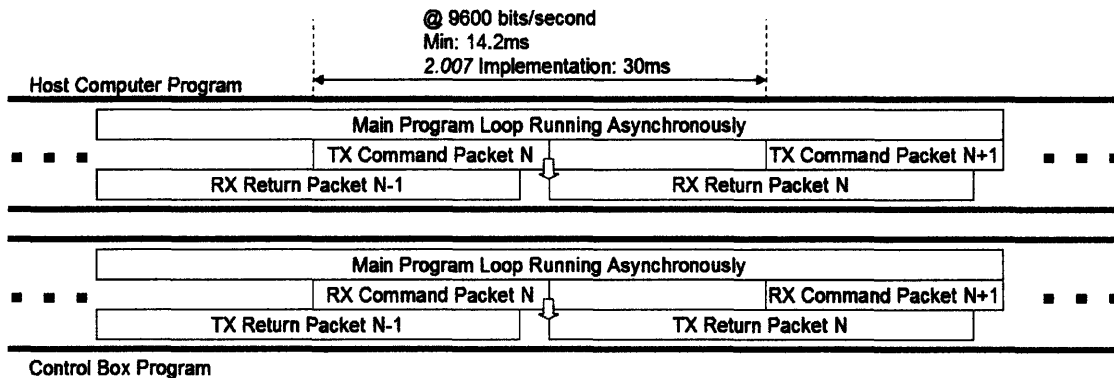 @ 9600 bits/second
Min: 14.2ms
2.007 Implementation: 30ms
Host Computer Program
Main Program Loop Running Asynchronously
TX Command Packet N
TX Command Packet N+1
RX Return Packet N-1
RX Return Packet N
Main Program Loop Running Asynchronously
RX Command Packet N
RX Command Packet N+1
TX Return Packet N-1
TX Return Packet N
Control Box Program